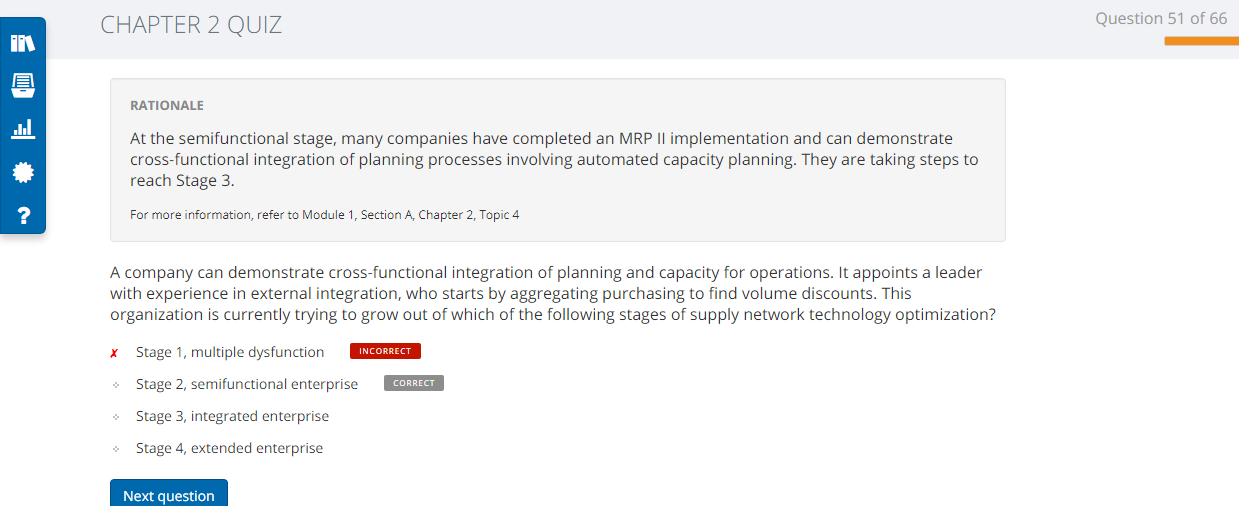 CHAPTER 2 QUIZ
Question 51 of 66
RATIONALE
At the semifunctional stage, many companies have completed an MRP II implementation and can demonstrate
cross-functional integration of planning processes involving automated capacity planning. They are taking steps to
reach Stage 3.
For more information, refer to Module 1, Section A, Chapter 2, Topic 4
A company can demonstrate cross-functional integration of planning and capacity for operations. It appoints a leader
with experience in external integration, who starts by aggregating purchasing to find volume discounts. This
organization is currently trying to grow out of which of the following stages of supply network technology optimization?
✗ Stage 1, multiple dysfunction INCORRECT
Stage 2, semifunctional enterprise CORRECT
Stage 3, integrated enterprise
Stage 4, extended enterprise
Next question
?